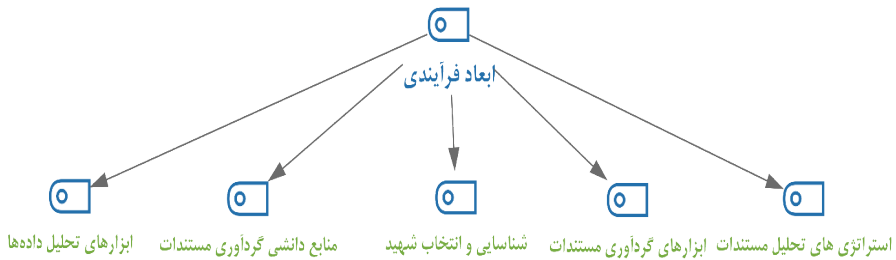 ابعاد فرآیندی
استراتژی های تحلیل مستندات
ابزارهای گردآوری مستندات
شناسایی و انتخاب شهید
منابع دانشی گردآوری مستندات
ابزارهای تحلیل داده‌ها